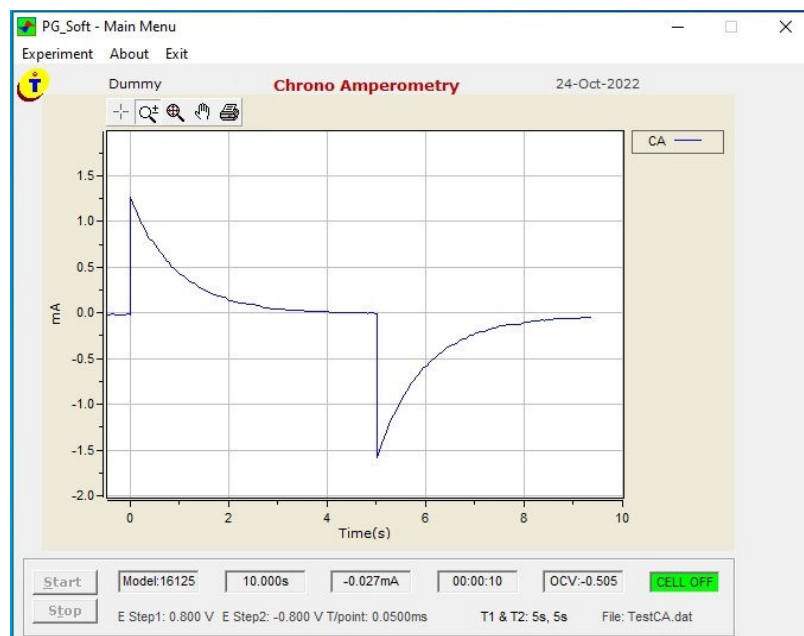 PG_Soft - Main Menu
Experiment About Exit
T
Dummy Chrono Amperometry 24-Oct-2022
CA
1.5
1.0
0.5
0.0
-0.5
-1.0
-1.5
-2.0
mA
0 2 4 6 8 10
Time(s)
Start Model:16125 10.000s -0.027mA 00:00:10 OCV:-0.505 CELL OFF
Stop E Step1: 0.800 V E Step2: -0.800 V T/point: 0.0500ms T1 & T2: 5s, 5s File: TestCA.dat